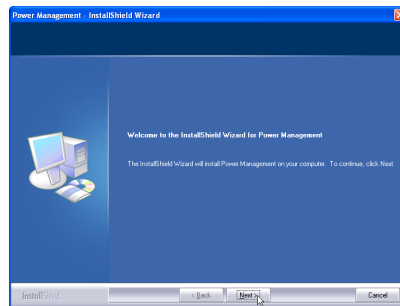 Power Management - InstallShield Wizard
Welcome to the InstallShield Wizard for Power Management
The InstallShield Wizard will install Power Management on your computer. To continue, click Next.
InstallShield
< Back Next > Cancel